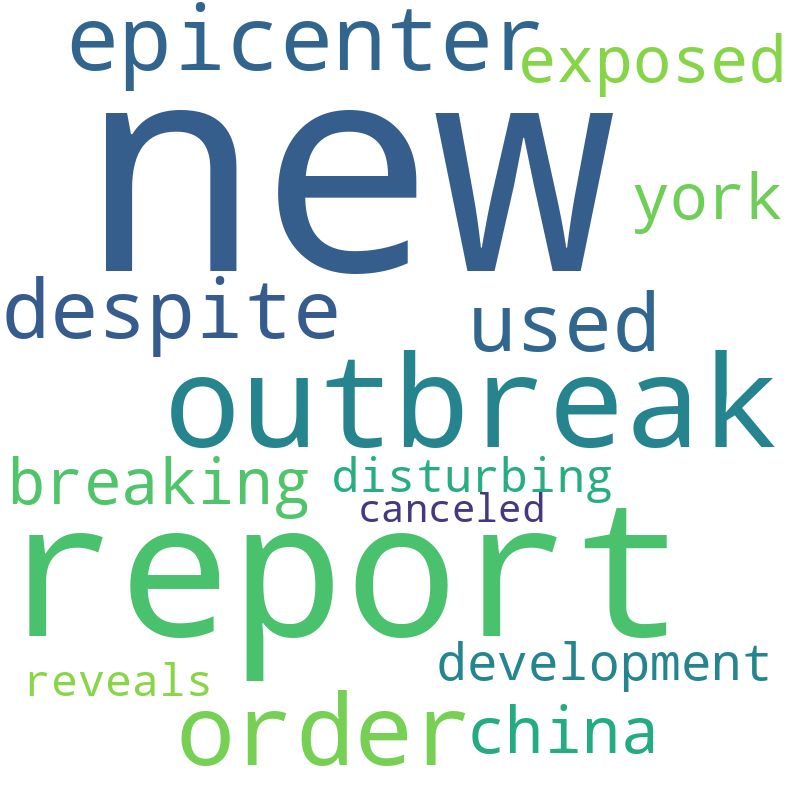 epicenter
exposed
new
york
despite
used
outbreak
breaking
disturbing
canceled
report
development
reveals
order
china